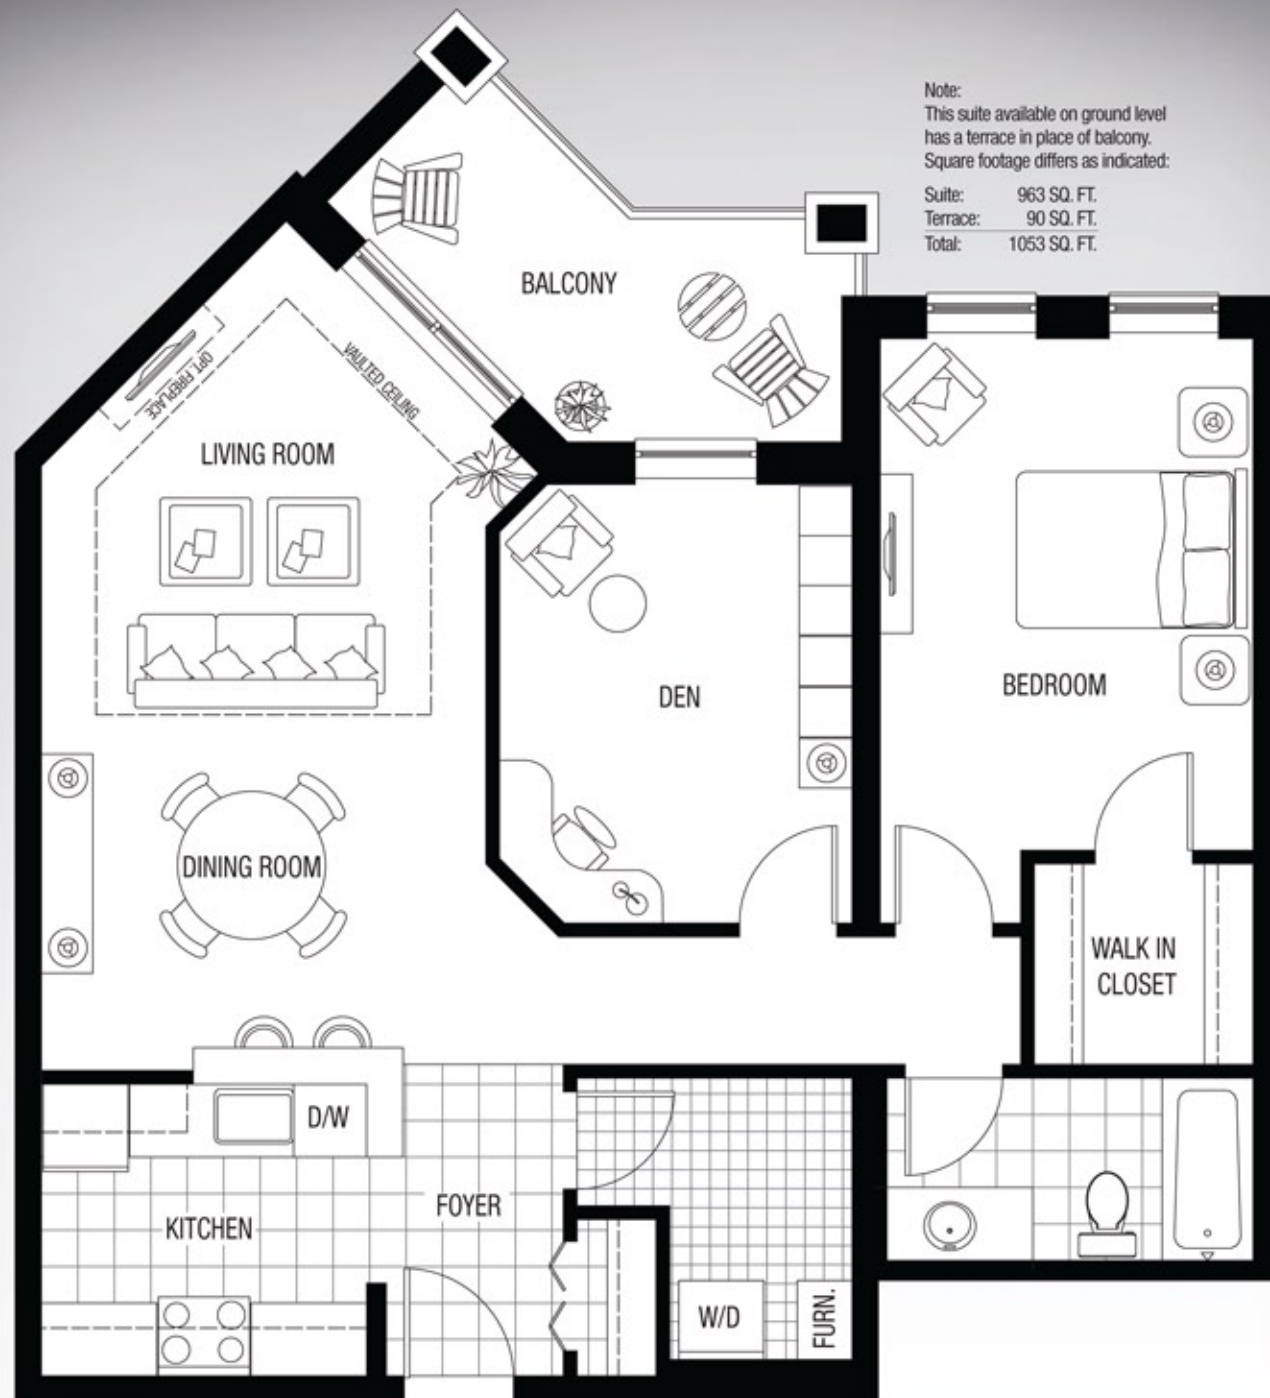 Note:
This suite available on ground level
has a terrace in place of balcony.
Square footage differs as indicated:
Suite: 963 SQ. FT.
Terrace: 90 SQ. FT.
Total: 1053 SQ. FT.
BALCONY
OPT. FIREPLACE
VAULTED CEILING
LIVING ROOM
DEN
BEDROOM
DINING ROOM
WALK IN
CLOSET
D/W
KITCHEN
FOYER
W/D
FURN.